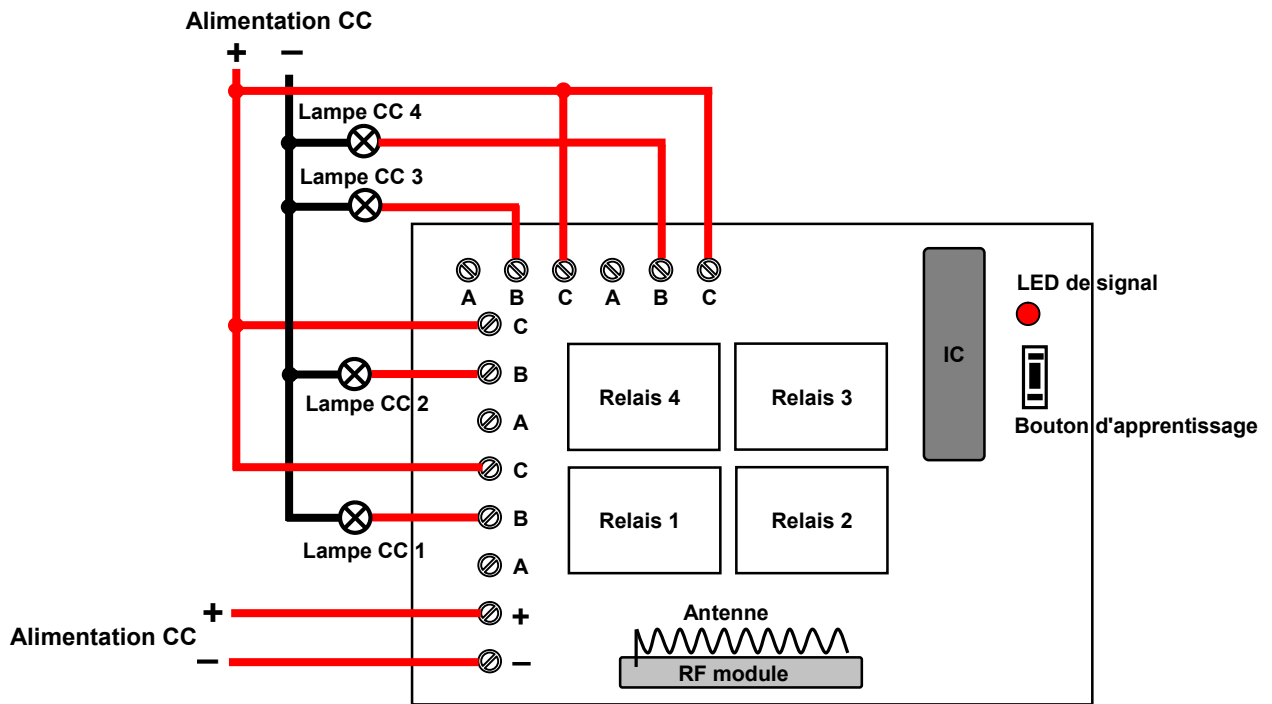 Alimentation CC
+ −
Lampe CC 4
Lampe CC 3
A B C A B C
C
B
A
C
B
A
+
−
Lampe CC 2
Lampe CC 1
+
Alimentation CC
−
Relais 4
Relais 3
Relais 1
Relais 2
IC
LED de signal
Bouton d'apprentissage
Antenne
RF module